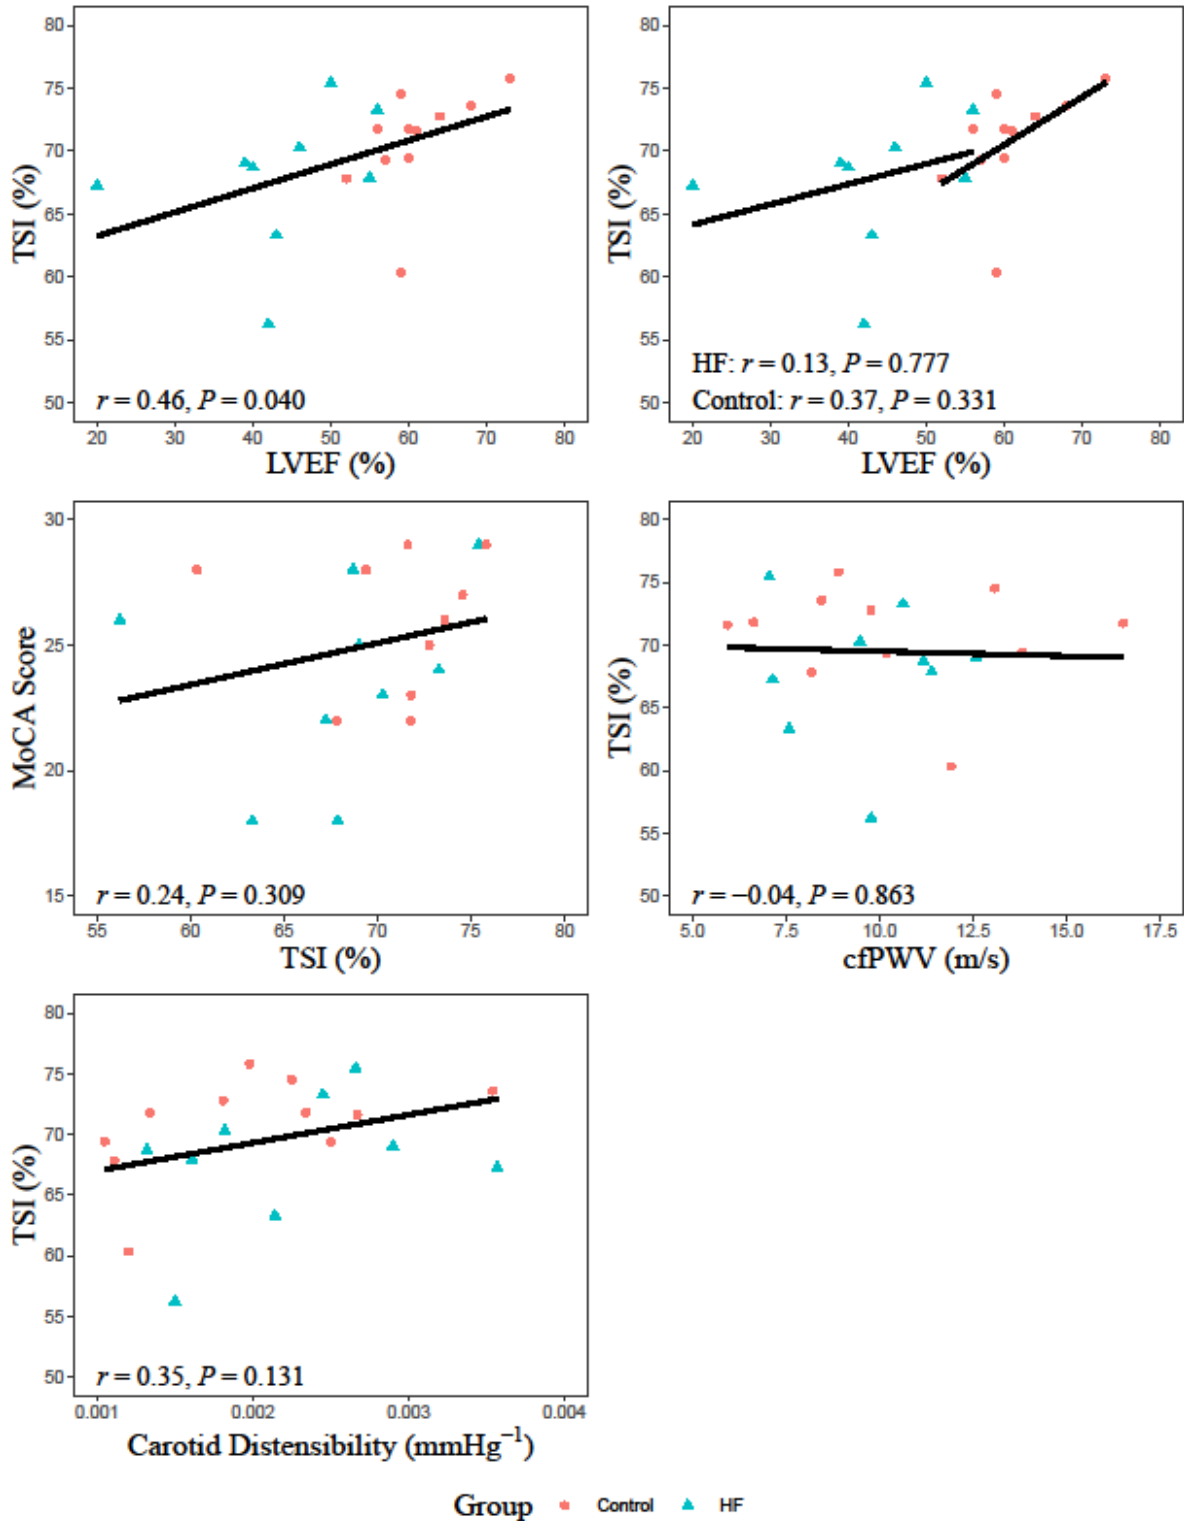 80
75
70
65
60
55
50
TSI (%)
r = 0.46, P = 0.040
20 30 40 50 60 70 80
LVEF (%)
80
75
70
65
60
55
50
TSI (%)
HF: r = 0.13, P = 0.777
Control: r = 0.37, P = 0.331
20 30 40 50 60 70 80
LVEF (%)
30
25
20
15
MoCA Score
r = 0.24, P = 0.309
55 60 65 70 75 80
TSI (%)
80
75
70
65
60
55
50
TSI (%)
r = −0.04, P = 0.863
5.0 7.5 10.0 12.5 15.0 17.5
cfPWV (m/s)
80
75
70
65
60
55
50
TSI (%)
r = 0.35, P = 0.131
0.001 0.002 0.003 0.004
Carotid Distensibility (mmHg⁻¹)
Group Control HF